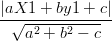 |aX1 + by1 + c|
√a² + b² − c